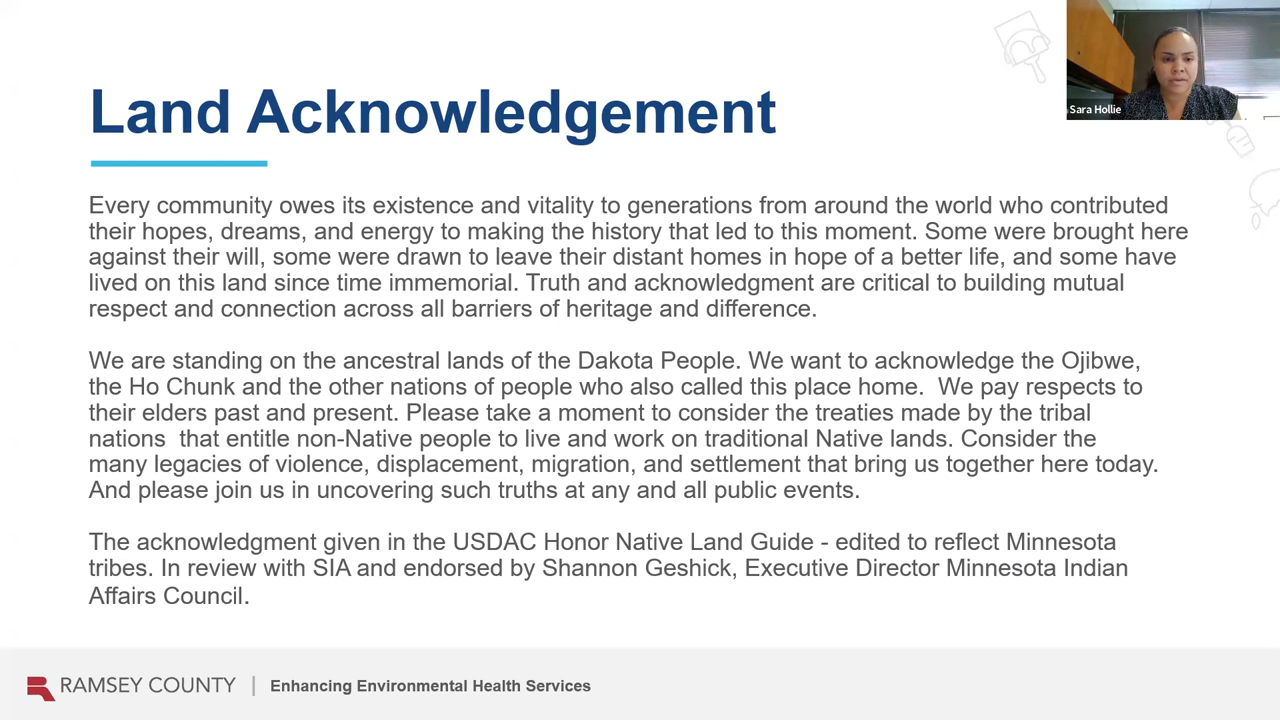 Sara Hollie
Land Acknowledgement
Every community owes its existence and vitality to generations from around the world who contributed
their hopes, dreams, and energy to making the history that led to this moment. Some were brought here
against their will, some were drawn to leave their distant homes in hope of a better life, and some have
lived on this land since time immemorial. Truth and acknowledgment are critical to building mutual
respect and connection across all barriers of heritage and difference.
We are standing on the ancestral lands of the Dakota People. We want to acknowledge the Ojibwe,
the Ho Chunk and the other nations of people who also called this place home.  We pay respects to
their elders past and present. Please take a moment to consider the treaties made by the tribal
nations  that entitle non-Native people to live and work on traditional Native lands. Consider the
many legacies of violence, displacement, migration, and settlement that bring us together here today.
And please join us in uncovering such truths at any and all public events.
The acknowledgment given in the USDAC Honor Native Land Guide - edited to reflect Minnesota
tribes. In review with SIA and endorsed by Shannon Geshick, Executive Director Minnesota Indian
Affairs Council.
RAMSEY COUNTY | Enhancing Environmental Health Services